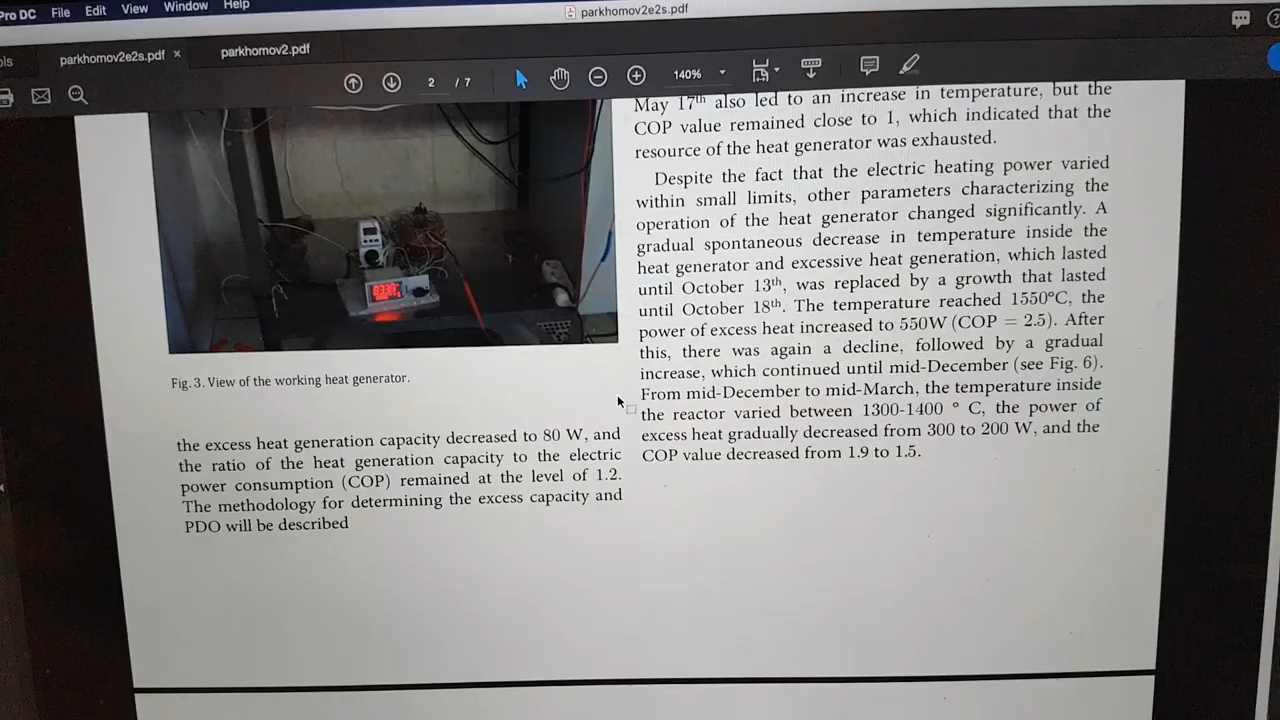 Pro DC File Edit View Window Help
parkhomov2e2s.pdf
ols parkhomov2e2s.pdf × parkhomov2.pdf
2 / 7 140%
Fig. 3. View of the working heat generator.
the excess heat generation capacity decreased to 80 W, and
the ratio of the heat generation capacity to the electric
power consumption (COP) remained at the level of 1.2.
The methodology for determining the excess capacity and
PDO will be described
May 17th also led to an increase in temperature, but the
COP value remained close to 1, which indicated that the
resource of the heat generator was exhausted.
Despite the fact that the electric heating power varied
within small limits, other parameters characterizing the
operation of the heat generator changed significantly. A
gradual spontaneous decrease in temperature inside the
heat generator and excessive heat generation, which lasted
until October 13th, was replaced by a growth that lasted
until October 18th. The temperature reached 1550°C, the
power of excess heat increased to 550W (COP = 2.5). After
this, there was again a decline, followed by a gradual
increase, which continued until mid-December (see Fig. 6).
From mid-December to mid-March, the temperature inside
the reactor varied between 1300-1400 ° C, the power of
excess heat gradually decreased from 300 to 200 W, and the
COP value decreased from 1.9 to 1.5.